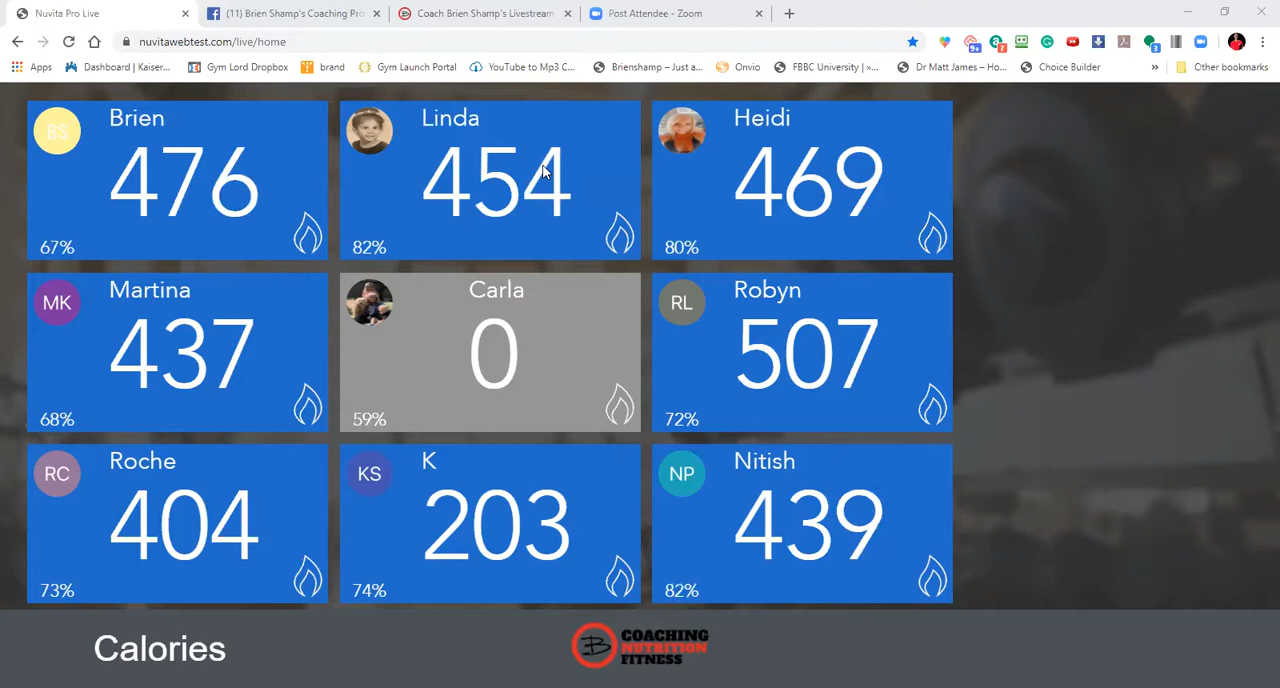 Nuvita Pro Live
(11) Brien Shamp's Coaching Pro
Coach Brien Shamp's Livestream
Post Attendee - Zoom
nuvitawebtest.com/live/home
9+
7
3
Apps
Dashboard | Kaiser...
Gym Lord Dropbox
brand
Gym Launch Portal
YouTube to Mp3 C...
Brienshamp – Just a...
Onvio
FBBC University | »...
Dr Matt James – Ho...
Choice Builder
»
Other bookmarks
BS
Brien
476
67%
Linda
454
82%
Heidi
469
80%
MK
Martina
437
68%
Carla
0
59%
RL
Robyn
507
72%
RC
Roche
404
73%
KS
K
203
74%
NP
Nitish
439
82%
Calories
B
COACHING
NUTRITION
FITNESS